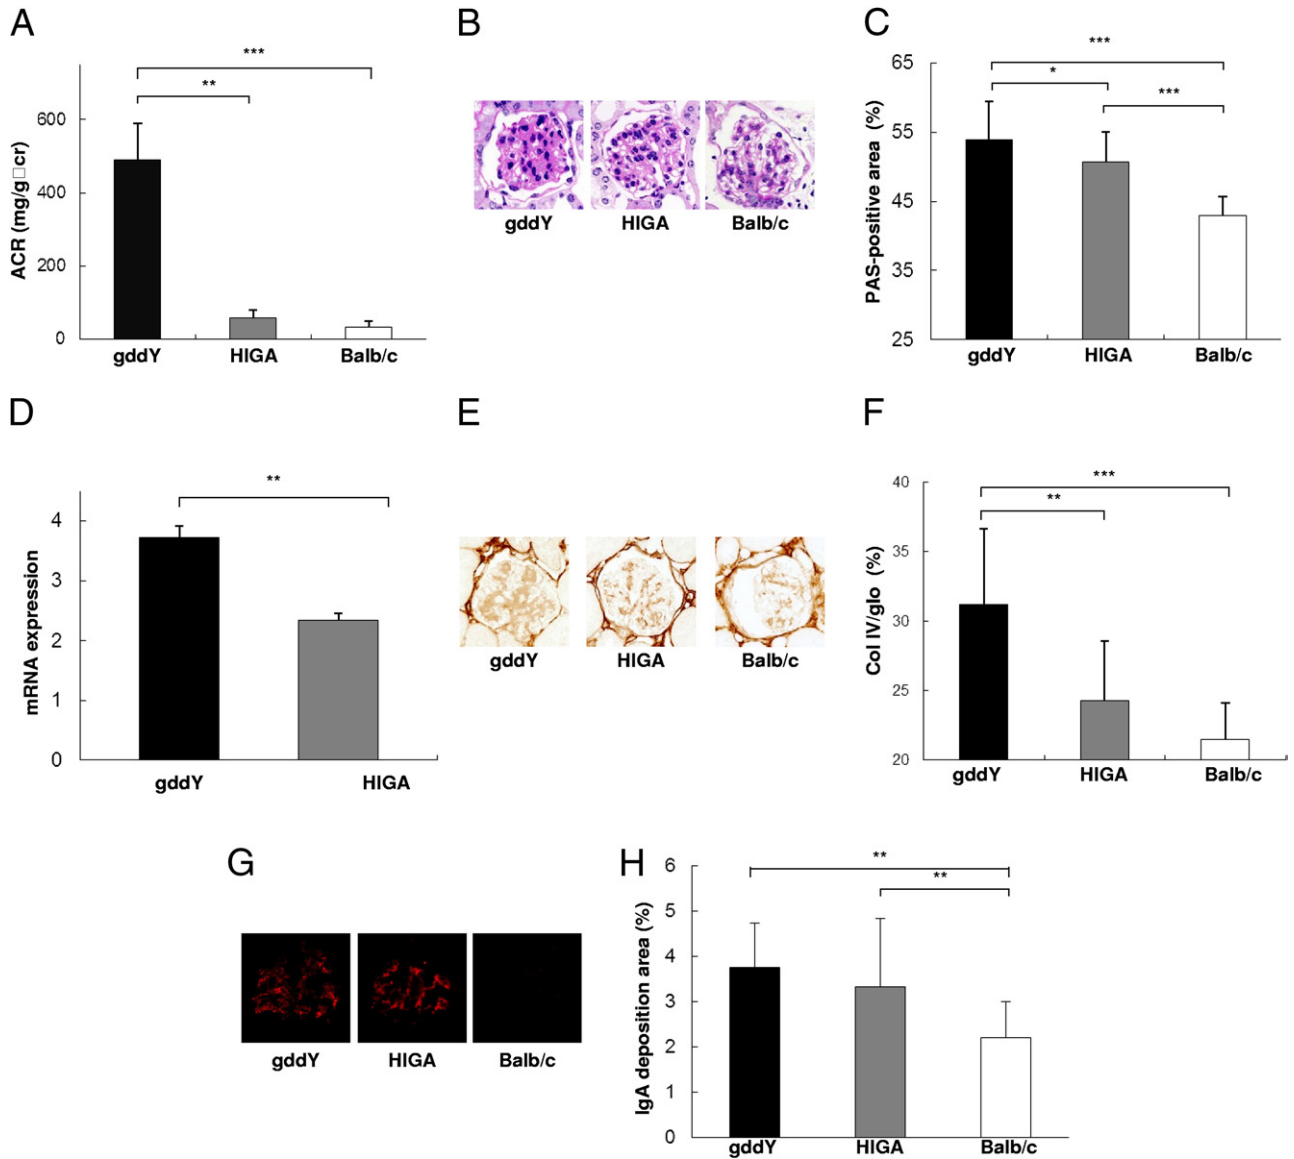 A
ACR (mg/g□cr)
600
400
200
0
***
**
gddY HIGA Balb/c
B
gddY HIGA Balb/c
C
PAS-positive area (%)
65
55
45
35
25
***
*
***
gddY HIGA Balb/c
D
mRNA expression
4
3
2
1
0
**
gddY HIGA
E
gddY HIGA Balb/c
F
Col IV/glo (%)
40
35
30
25
20
***
**
gddY HIGA Balb/c
G
gddY HIGA Balb/c
H
IgA deposition area (%)
6
5
4
3
2
1
0
**
**
gddY HIGA Balb/c